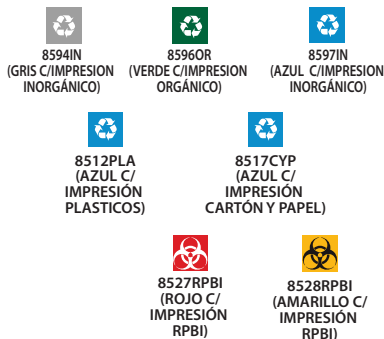 8594IN
(GRIS C/IMPRESION
INORGÁNICO)
8596OR
(VERDE C/IMPRESION
ORGÁNICO)
8597IN
(AZUL C/IMPRESION
INORGÁNICO)
8512PLA
(AZUL C/
IMPRESIÓN
PLASTICOS)
8517CYP
(AZUL C/
IMPRESIÓN
CARTÓN Y PAPEL)
8527RPBI
(ROJO C/
IMPRESIÓN
RPBI)
8528RPBI
(AMARILLO C/
IMPRESIÓN
RPBI)